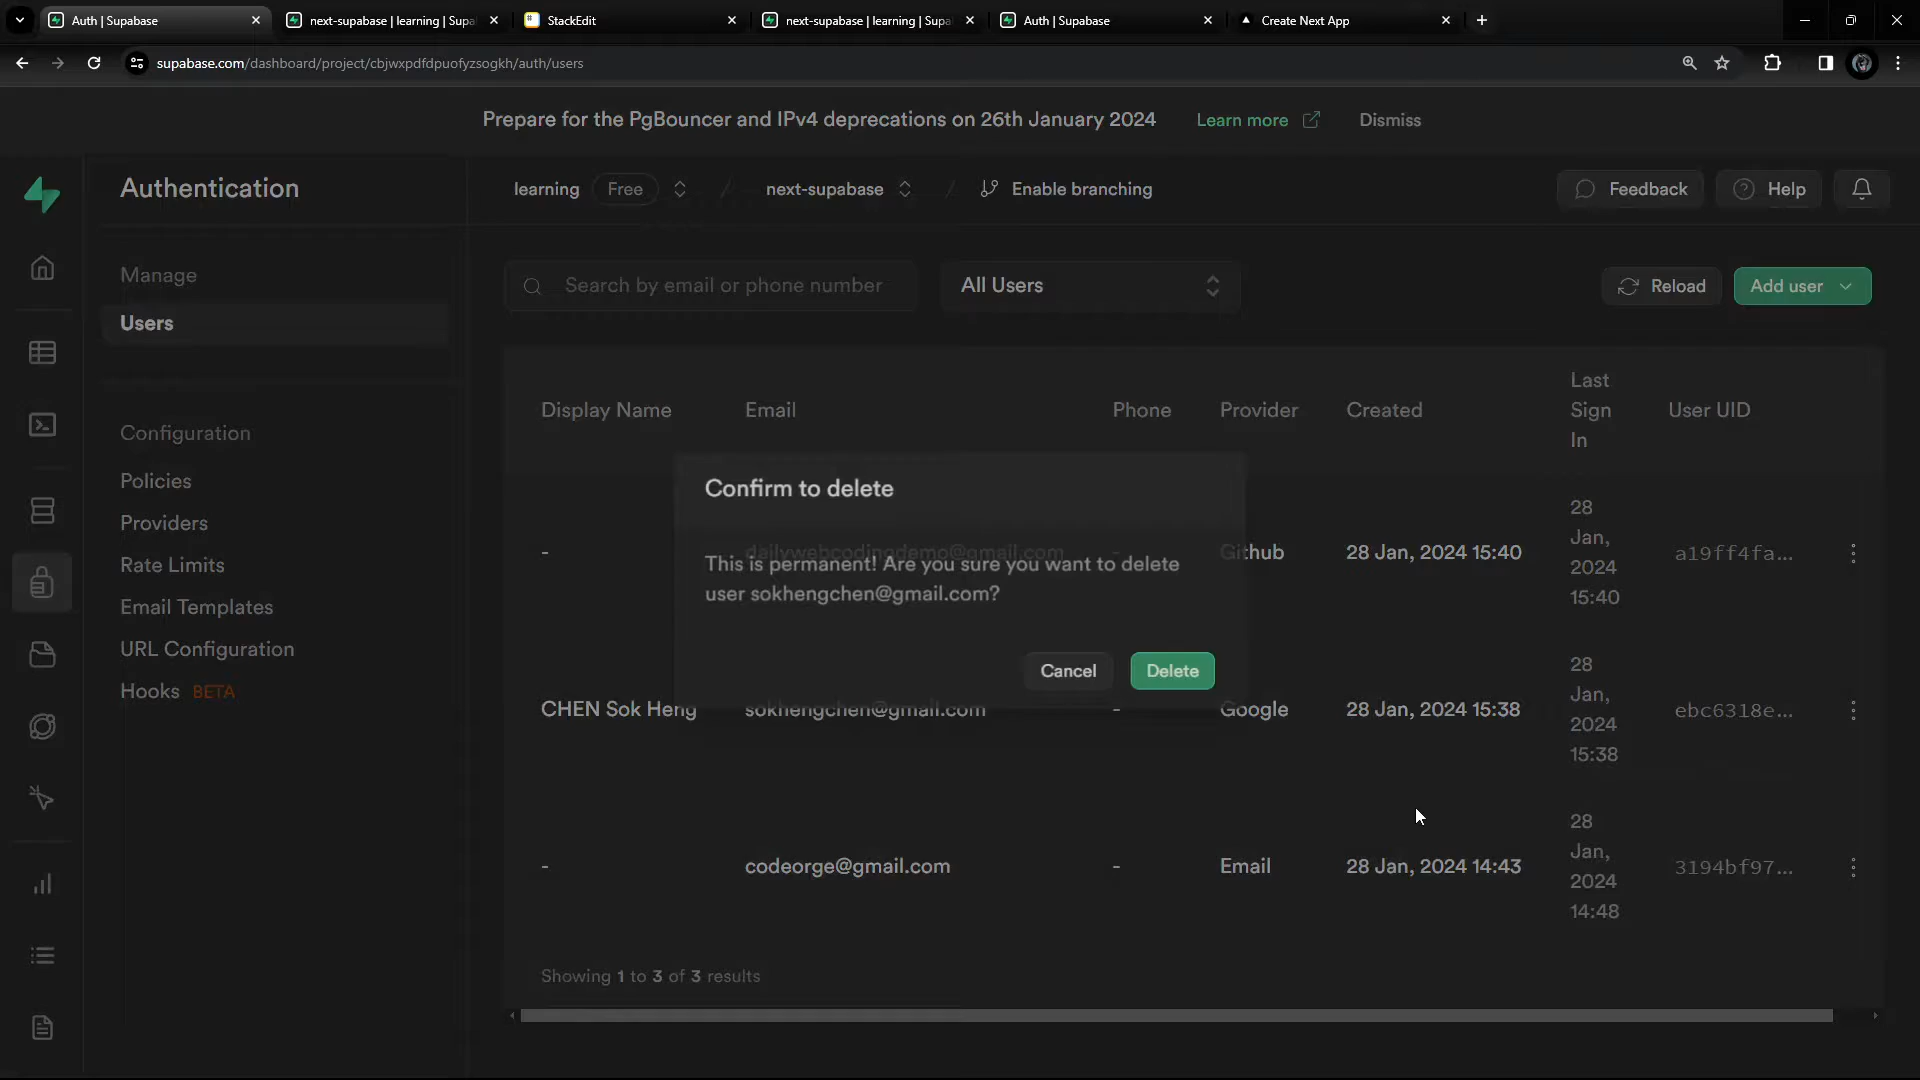 Auth | Supabase
next-supabase | learning | Supa
StackEdit
next-supabase | learning | Supa
Auth | Supabase
Create Next App
supabase.com/dashboard/project/cbjwxpdfdpuofyzsogkh/auth/users
Prepare for the PgBouncer and IPv4 deprecations on 26th January 2024 Learn more Dismiss
Authentication
learning Free / next-supabase / Enable branching
Feedback
Help
Manage
Users
Configuration
Policies
Providers
Rate Limits
Email Templates
URL Configuration
Hooks BETA
Search by email or phone number
All Users
Reload
Add user
Display Name Email Phone Provider Created Last
Sign
In User UID
- dailywebcodingdemo@gmail.com - Github 28 Jan, 2024 15:40 28
Jan,
2024
15:40 a19ff4fa...
CHEN Sok Heng sokhengchen@gmail.com - Google 28 Jan, 2024 15:38 28
Jan,
2024
15:38 ebc6318e...
- codeorge@gmail.com - Email 28 Jan, 2024 14:43 28
Jan,
2024
14:48 3194bf97...
Showing 1 to 3 of 3 results
Confirm to delete
This is permanent! Are you sure you want to delete
user sokhengchen@gmail.com?
Cancel
Delete